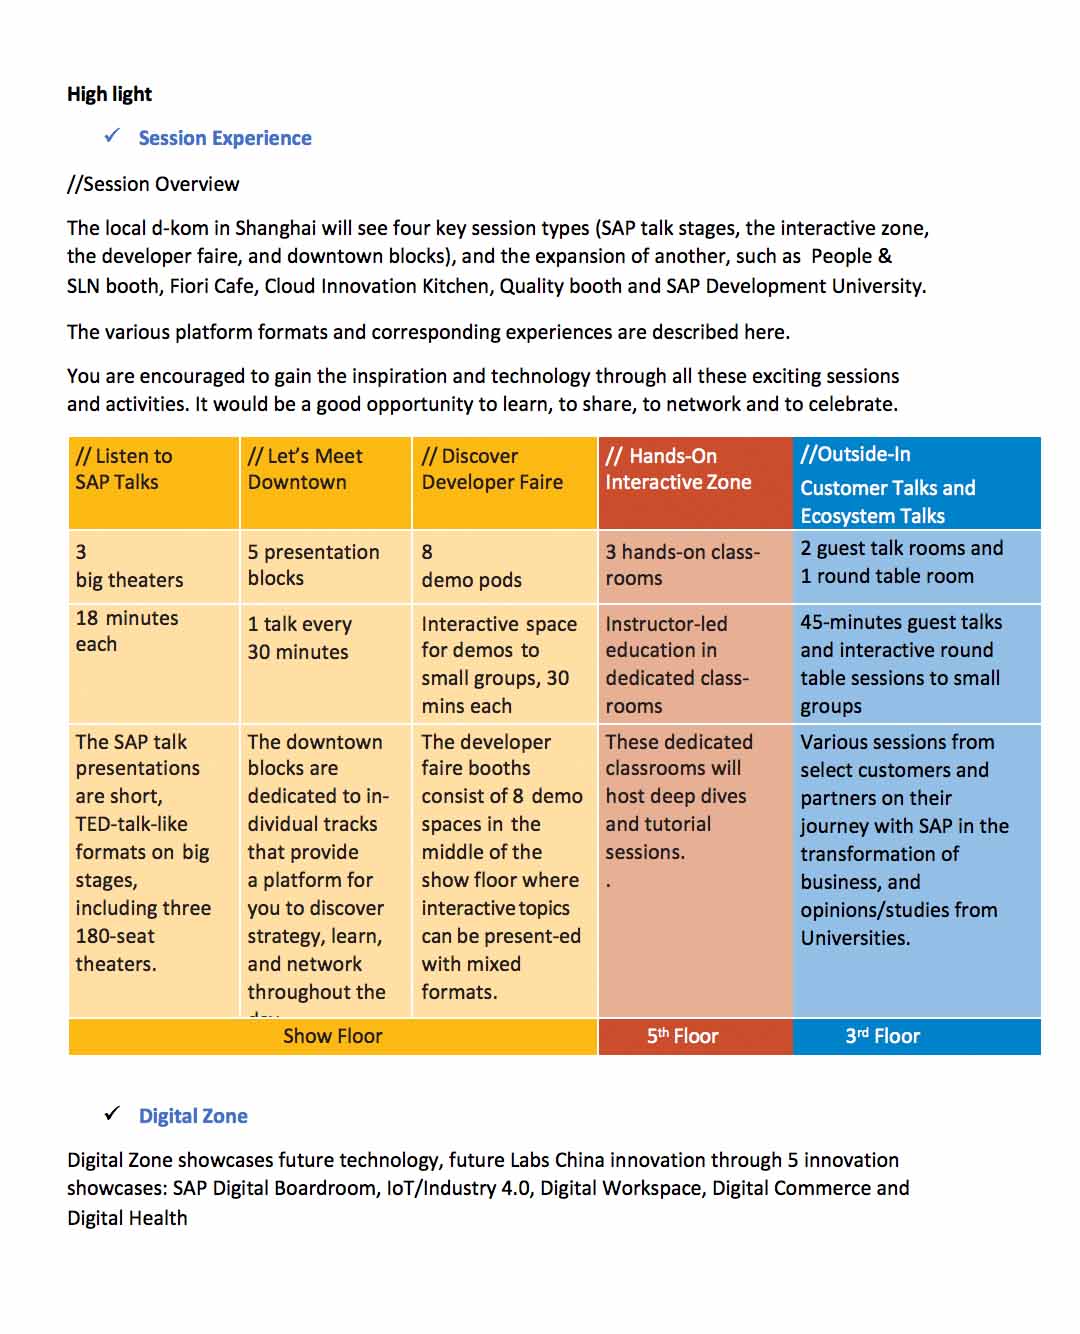 High light
✓ Session Experience
//Session Overview
The local d-kom in Shanghai will see four key session types (SAP talk stages, the interactive zone,
the developer faire, and downtown blocks), and the expansion of another, such as People &
SLN booth, Fiori Cafe, Cloud Innovation Kitchen, Quality booth and SAP Development University.
The various platform formats and corresponding experiences are described here.
You are encouraged to gain the inspiration and technology through all these exciting sessions
and activities. It would be a good opportunity to learn, to share, to network and to celebrate.
// Listen to
SAP Talks
// Let's Meet
Downtown
// Discover
Developer Faire
// Hands-On
Interactive Zone
//Outside-In
Customer Talks and
Ecosystem Talks
3
big theaters
5 presentation
blocks
8
demo pods
3 hands-on class-
rooms
2 guest talk rooms and
1 round table room
18 minutes
each
1 talk every
30 minutes
Interactive space
for demos to
small groups, 30
mins each
Instructor-led
education in
dedicated class-
rooms
45-minutes guest talks
and interactive round
table sessions to small
groups
The SAP talk
presentations
are short,
TED-talk-like
formats on big
stages,
including three
180-seat
theaters.
The downtown
blocks are
dedicated to in-
dividual tracks
that provide
a platform for
you to discover
strategy, learn,
and network
throughout the
The developer
faire booths
consist of 8 demo
spaces in the
middle of the
show floor where
interactive topics
can be present-ed
with mixed
formats.
These dedicated
classrooms will
host deep dives
and tutorial
sessions.
.
Various sessions from
select customers and
partners on their
journey with SAP in the
transformation of
business, and
opinions/studies from
Universities.
Show Floor
5th Floor
3rd Floor
✓ Digital Zone
Digital Zone showcases future technology, future Labs China innovation through 5 innovation
showcases: SAP Digital Boardroom, IoT/Industry 4.0, Digital Workspace, Digital Commerce and
Digital Health